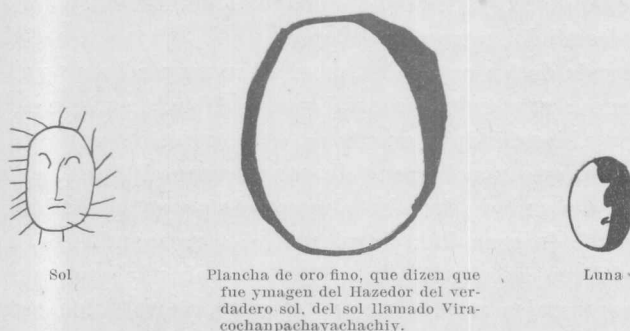 Sol
Plancha de oro fino, que dizen que
fue ymagen del Hazedor del ver-
dadero sol, del sol llamado Vira-
cochanpachayachachiy.
Luna